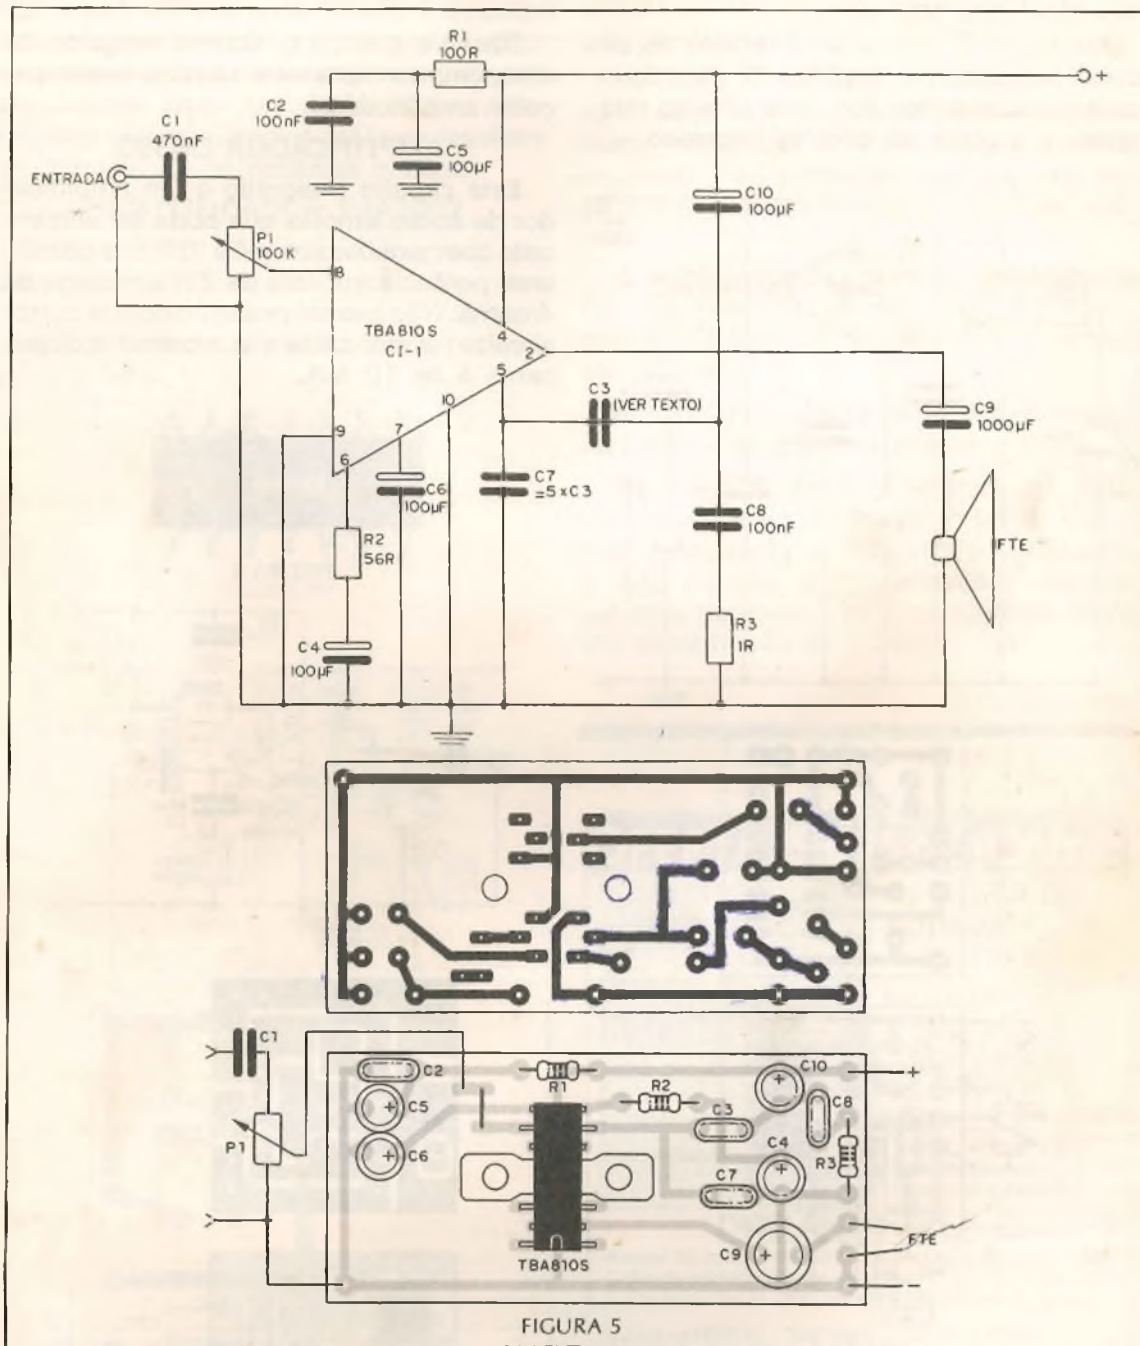 R1
100R
+
C2
100nF
C1
470nF
C5
100µF
ENTRADA
C10
100µF
P1
100K
8
TBA810S
CI-1
4
2
5
10
C3
(VER TEXTO)
C9
1000µF
9
7
6
C6
100µF
C7
=5xC3
C8
100nF
R2
56R
FTE
R3
1R
C4
100µF
C1
C2
R1
C10
+
R2
C8
C5
C3
P1
C4
R3
C6
C7
C9
FTE
TBA810S
–
FIGURA 5